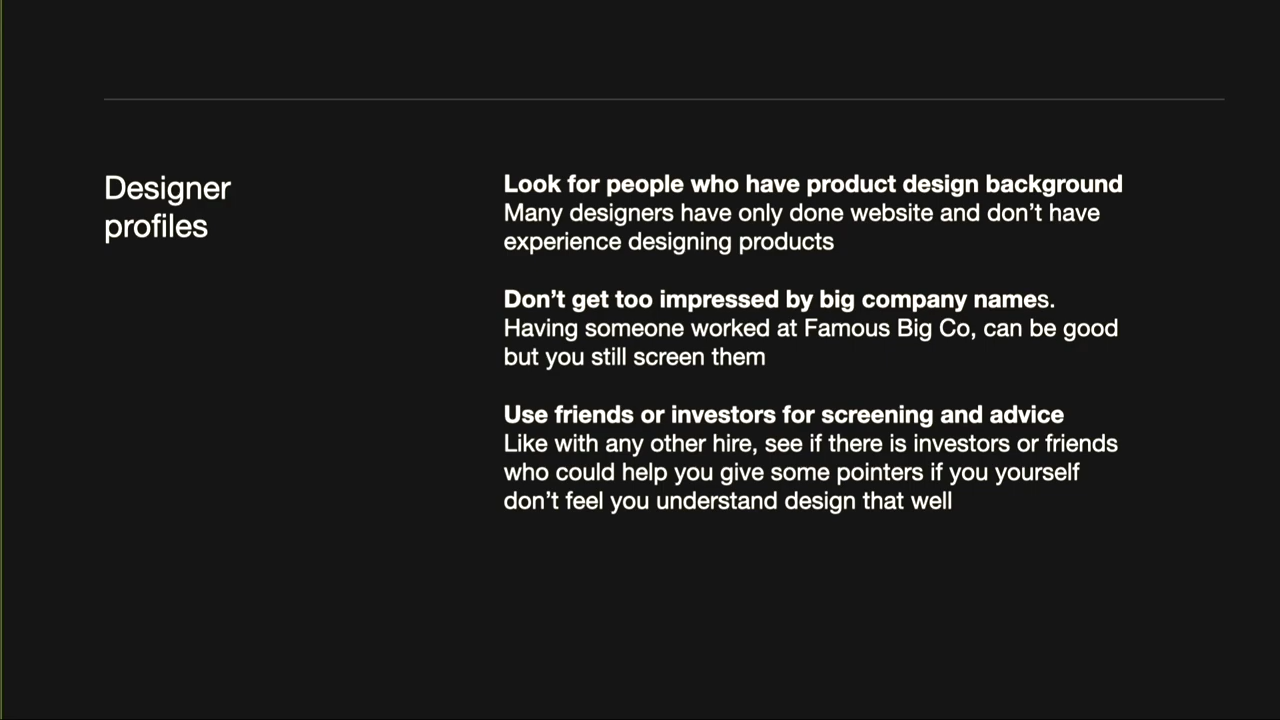 Designer
profiles
Look for people who have product design background
Many designers have only done website and don’t have
experience designing products
Don’t get too impressed by big company names.
Having someone worked at Famous Big Co, can be good
but you still screen them
Use friends or investors for screening and advice
Like with any other hire, see if there is investors or friends
who could help you give some pointers if you yourself
don’t feel you understand design that well